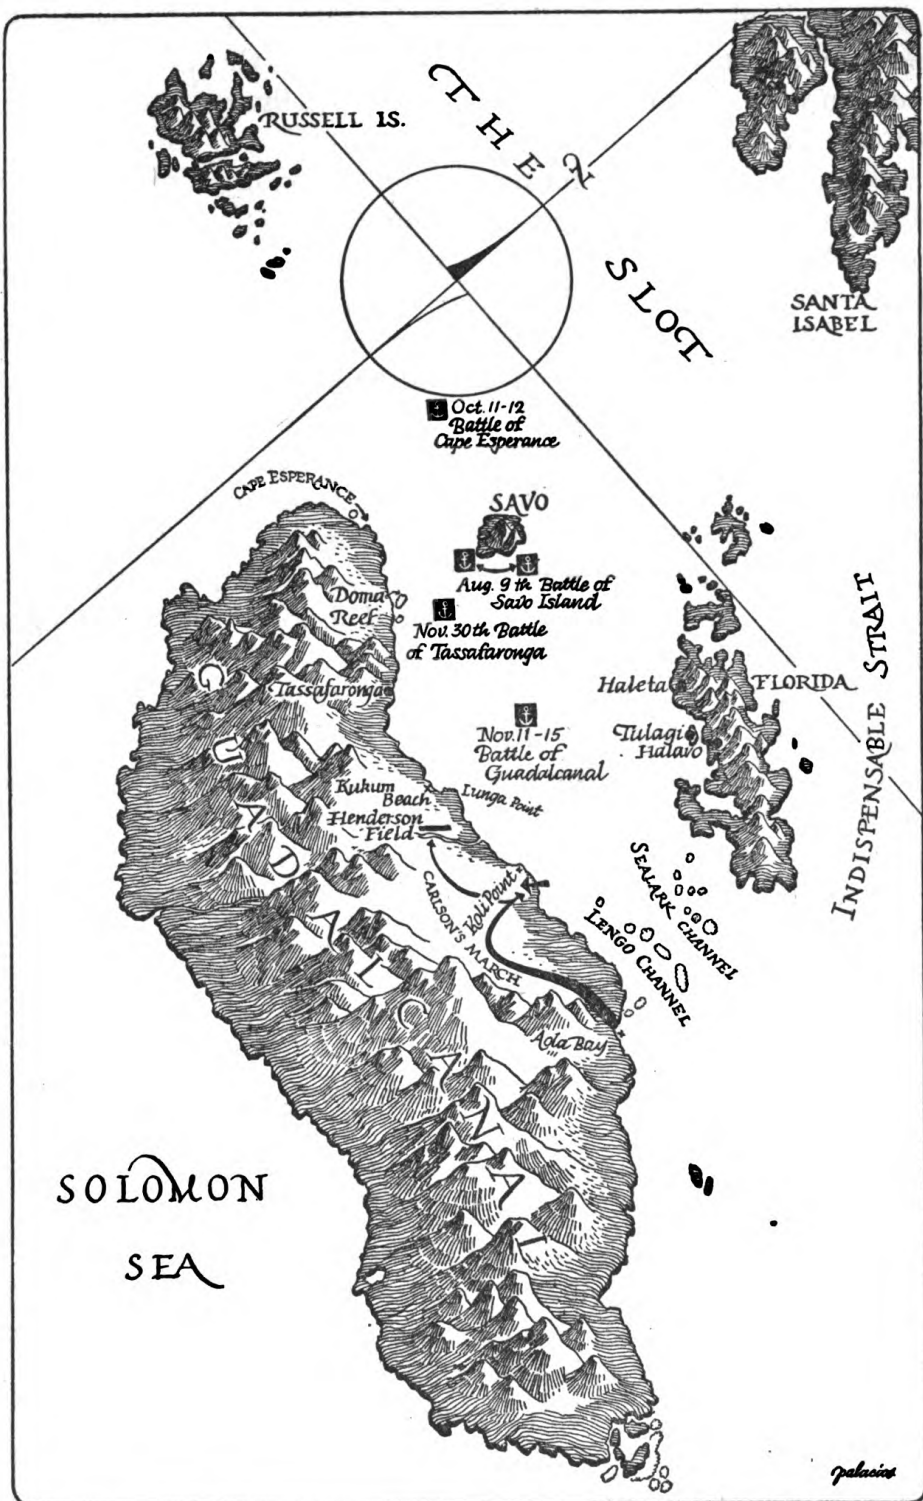 THE
SLOT
N
RUSSELL IS.
SANTA
ISABEL
Oct. 11-12
Battle of
Cape Esperance
CAPE ESPERANCE
SAVO
Aug. 9th Battle of
Savo Island
Doma
Reef
Nov. 30th Battle
of Tassafaronga
Tassafaronga
Haleta
FLORIDA
Tulagi
Halavo
INDISPENSABLE STRAIT
Nov. 11-15
Battle of
Guadalcanal
Kukum
Beach
Lunga Point
Henderson
Field
GUADALCANAL
CARLSON'S MARCH
Koli Point
SEALARK CHANNEL
LENGO CHANNEL
Aola Bay
SOLOMON
SEA
palacios